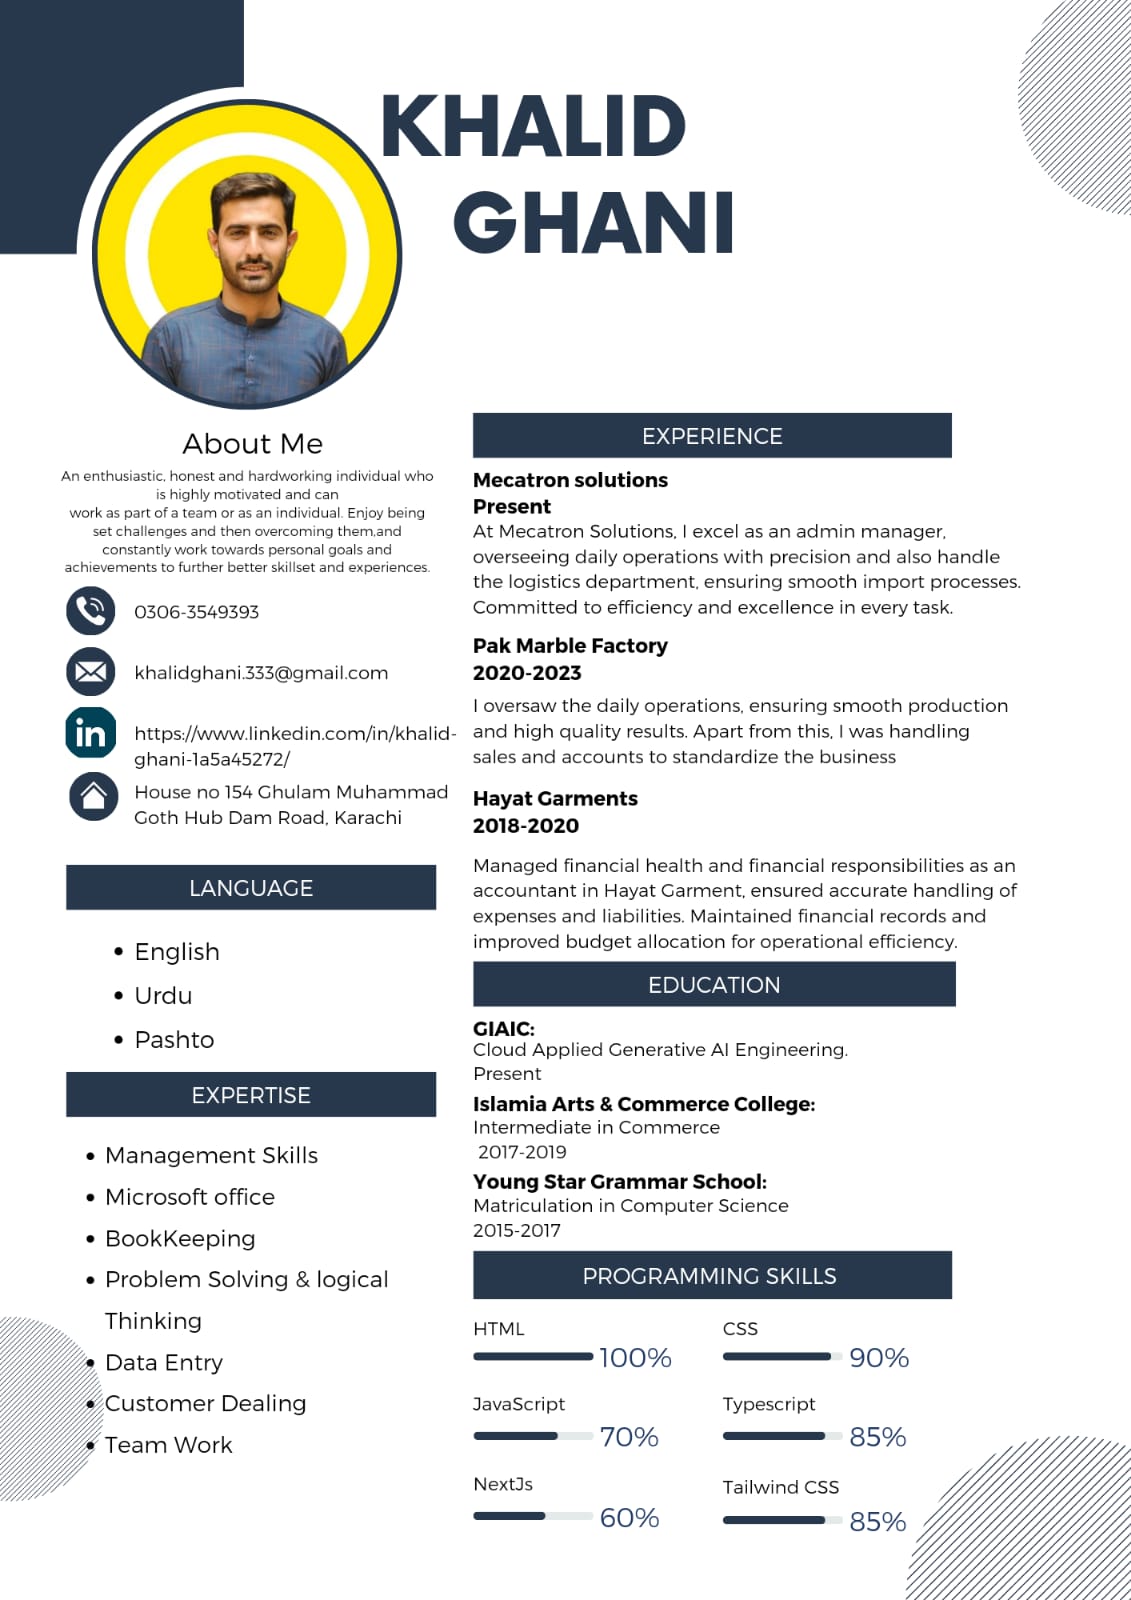 KHALID
GHANI
About Me
An enthusiastic, honest and hardworking individual who
is highly motivated and can
work as part of a team or as an individual. Enjoy being
set challenges and then overcoming them,and
constantly work towards personal goals and
achievements to further better skillset and experiences.
0306-3549393
khalidghani.333@gmail.com
in
https://www.linkedin.com/in/khalid-
ghani-1a5a45272/
House no 154 Ghulam Muhammad
Goth Hub Dam Road, Karachi
LANGUAGE
• English
• Urdu
• Pashto
EXPERTISE
• Management Skills
• Microsoft office
• BookKeeping
• Problem Solving & logical
Thinking
• Data Entry
• Customer Dealing
• Team Work
EXPERIENCE
Mecatron solutions
Present
At Mecatron Solutions, I excel as an admin manager,
overseeing daily operations with precision and also handle
the logistics department, ensuring smooth import processes.
Committed to efficiency and excellence in every task.
Pak Marble Factory
2020-2023
I oversaw the daily operations, ensuring smooth production
and high quality results. Apart from this, I was handling
sales and accounts to standardize the business
Hayat Garments
2018-2020
Managed financial health and financial responsibilities as an
accountant in Hayat Garment, ensured accurate handling of
expenses and liabilities. Maintained financial records and
improved budget allocation for operational efficiency.
EDUCATION
GIAIC:
Cloud Applied Generative AI Engineering.
Present
Islamia Arts & Commerce College:
Intermediate in Commerce
2017-2019
Young Star Grammar School:
Matriculation in Computer Science
2015-2017
PROGRAMMING SKILLS
HTML
100%
CSS
90%
JavaScript
70%
Typescript
85%
NextJs
60%
Tailwind CSS
85%